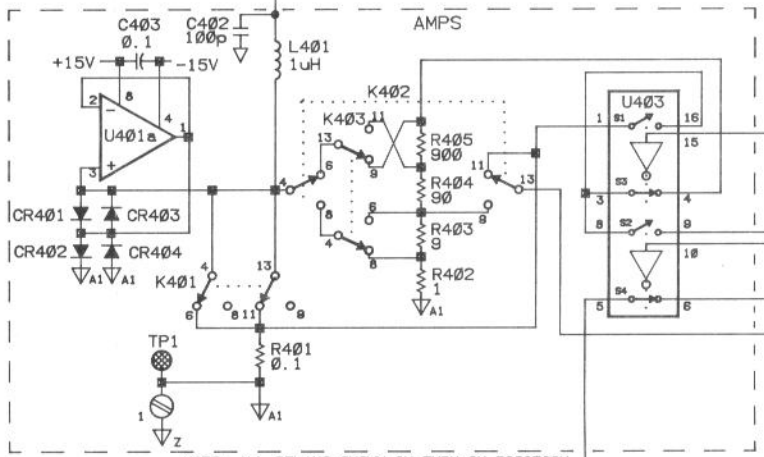 AMPS
C403
0.1
+15V
-15V
C402
100p
L401
1uH
K402
2
8
4
1
U401a
3
K403
11
13
9
4
6
8
6
4
8
R405
900
R404
90
R403
9
R402
1
A1
11
13
9
U403
1
S1
16
15
3
S3
4
8
S2
9
10
5
S4
6
CR401
CR403
CR402
CR404
A1
A1
K401
4
13
6
8
11
9
TP1
R401
0.1
1
A1
Z